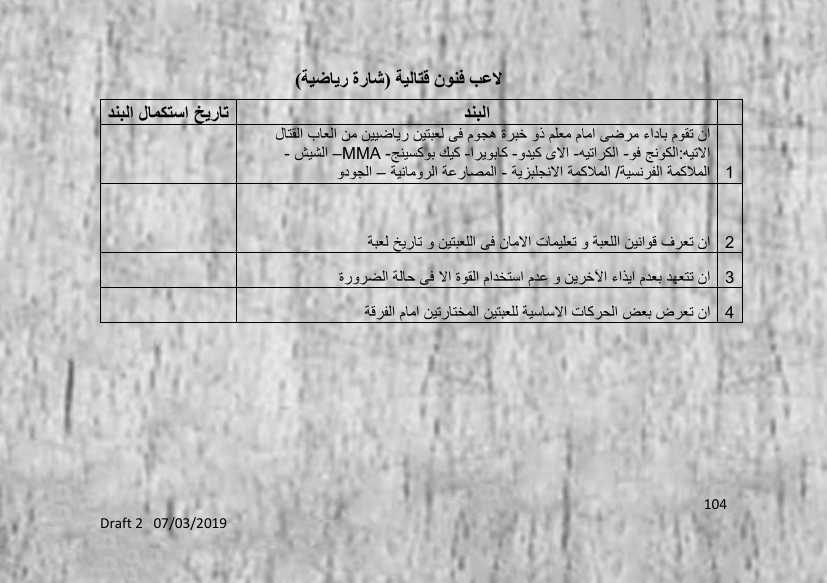 لاعب فنون قتالية (شارة رياضية)
البند	تاريخ استكمال البند
ان تقوم باداء مرضى امام معلم ذو خبرة هجوم فى لعبتين رياضيين من العاب القتال
الاتيه:الكونج فو- الكراتيه- الاى كيدو- كابويرا- كيك بوكسينج- MMA– الشيش -
1 الملاكمة الفرنسية/ الملاكمة الانجلبزية - المصارعة الرومانية – الجودو
2 ان تعرف قوانين اللعبة و تعليمات الامان فى اللعبتين و تاريخ لعبة
3 ان تتعهد بعدم ايذاء الآخرين و عدم استخدام القوة الا فى حالة الضرورة
4 ان تعرض بعض الحركات الاساسية للعبتين المختارتين امام الفرقة
104
Draft 2 07/03/2019